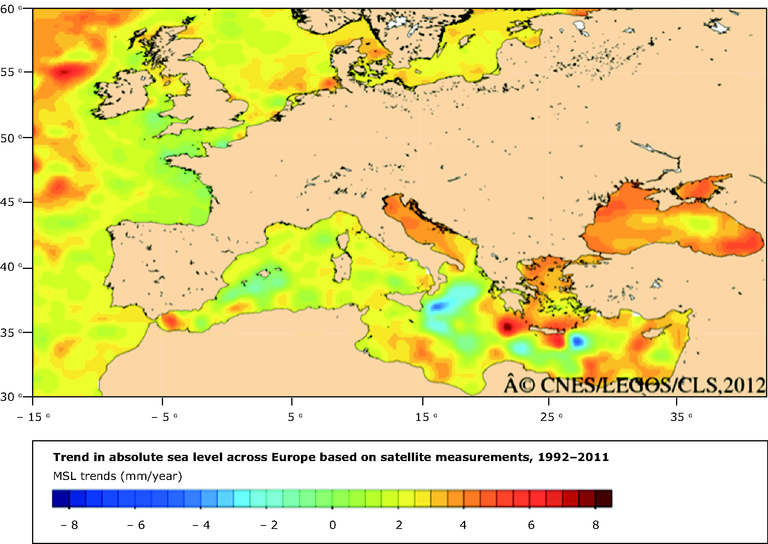 60 °
55 °
50 °
45 °
40 °
35 °
30 °
Â© CNES/LEGOS/CLS,2012
– 15 ° – 5 ° 5 ° 15 ° 25 ° 35 °
Trend in absolute sea level across Europe based on satellite measurements, 1992–2011
MSL trends (mm/year)
– 8 – 6 – 4 – 2 0 2 4 6 8